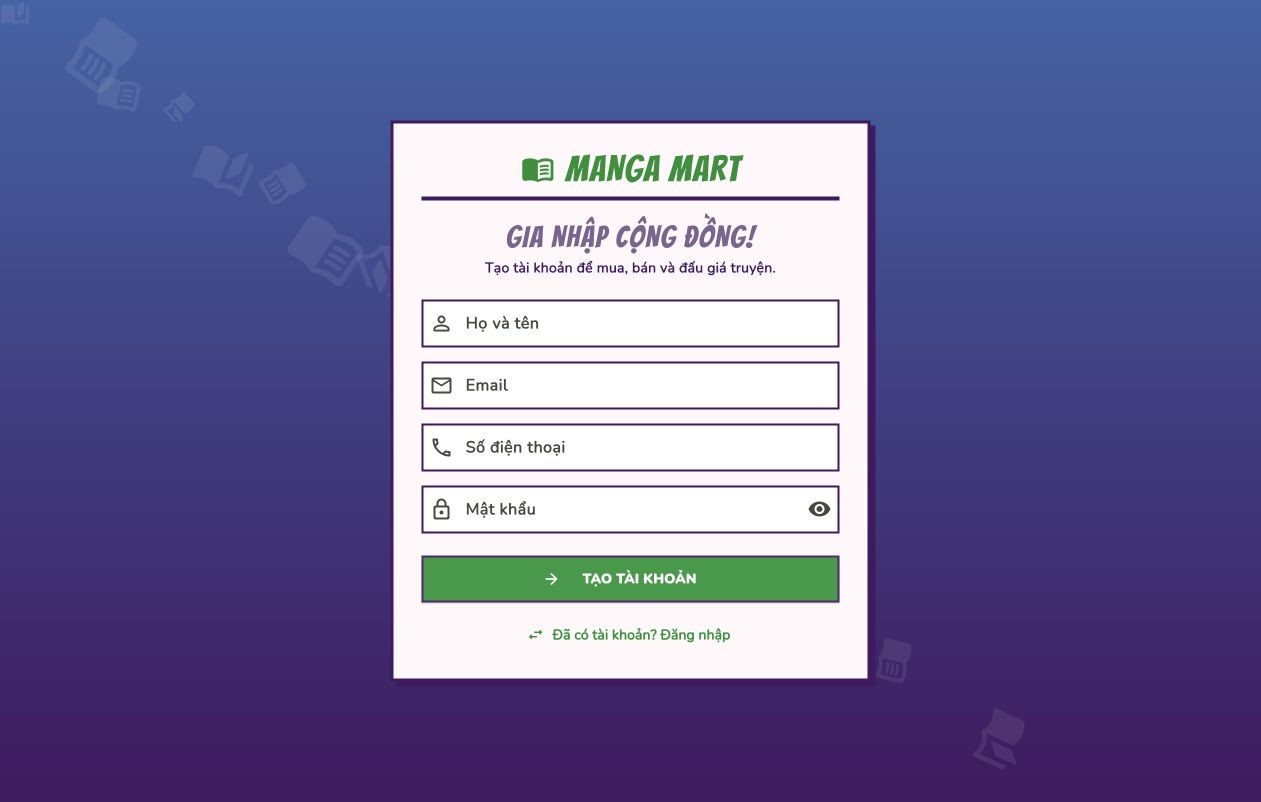 MANGA MART
GIA NHẬP CỘNG ĐỒNG!
Tạo tài khoản để mua, bán và đấu giá truyện.
Họ và tên
Email
Số điện thoại
Mật khẩu
TẠO TÀI KHOẢN
Đã có tài khoản? Đăng nhập